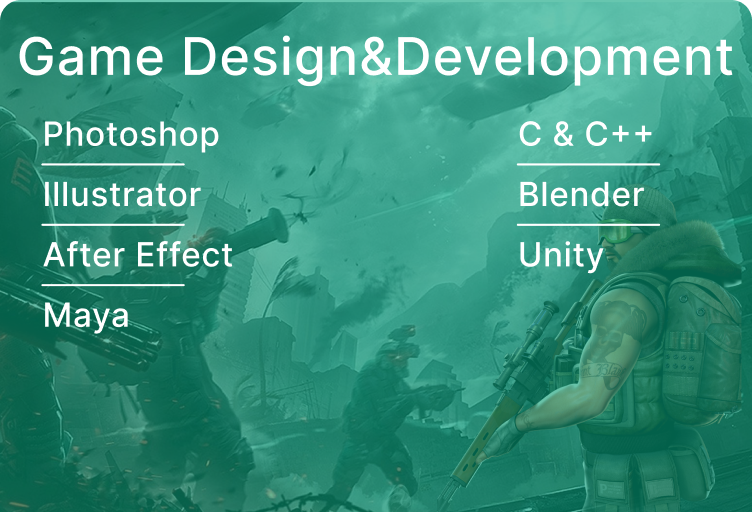 Game Design&Development
Photoshop
Illustrator
After Effect
Maya
C & C++
Blender
Unity